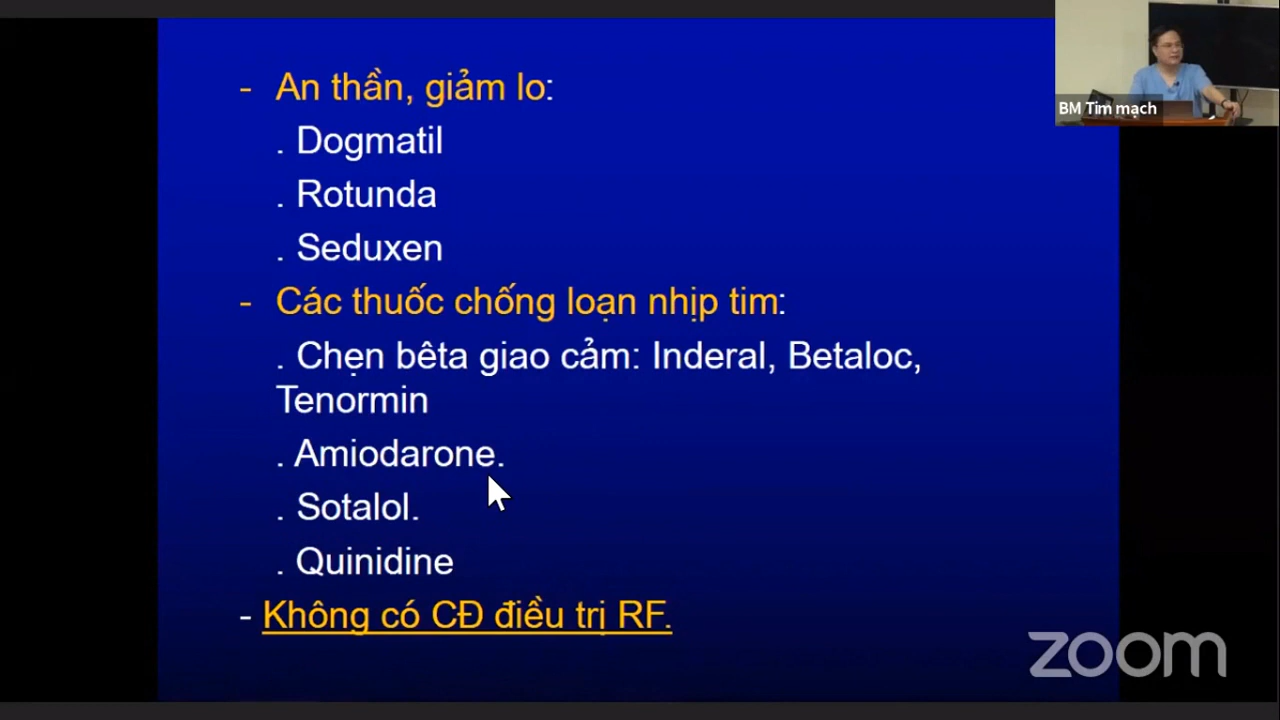 - An thần, giảm lo:
. Dogmatil
. Rotunda
. Seduxen
- Các thuốc chống loạn nhịp tim:
. Chẹn bêta giao cảm: Inderal, Betaloc,
Tenormin
. Amiodarone.
. Sotalol.
. Quinidine
- Không có CĐ điều trị RF.
BM Tim mạch
zoom